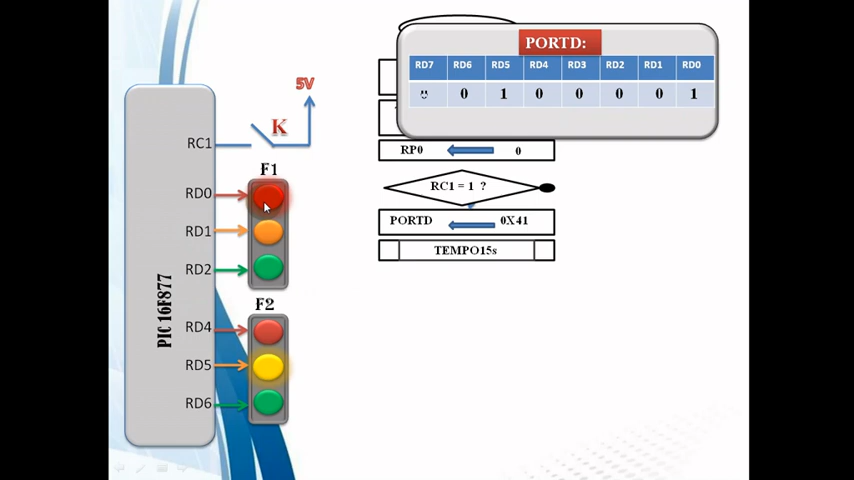 PORTD:
RD7 RD6 RD5 RD4 RD3 RD2 RD1 RD0
0 1 0 0 0 0 1
5V
K
RC1
RP0 0
F1
RC1 = 1 ?
RD0
PORTD 0X41
RD1
TEMPO15s
RD2
PIC 16F877
F2
RD4
RD5
RD6